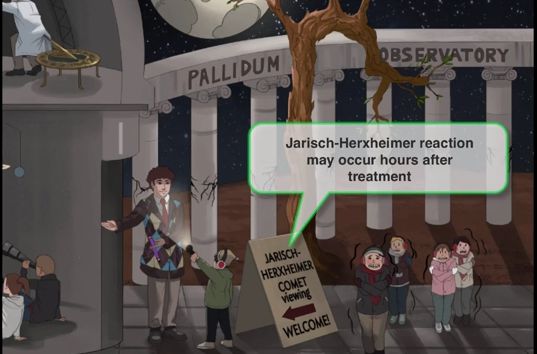 PALLIDUM OBSERVATORY
Jarisch-Herxheimer reaction
may occur hours after
treatment
JARISCH-
HERXHEIMER
COMET
viewing
WELCOME!